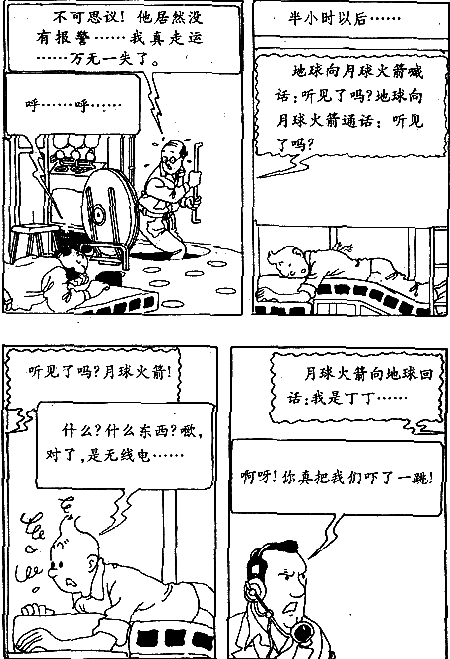 不可思议！他居然没
有报警……我真走运
……万无一失了。
呼……呼……
半小时以后……
地球向月球火箭喊
话：听见了吗？地球向
月球火箭通话：听见
了吗？
听见了吗？月球火箭！
什么？什么东西？噢，
对了，是无线电……
月球火箭向地球回
话：我是丁丁……
啊呀！你真把我们吓了一跳！